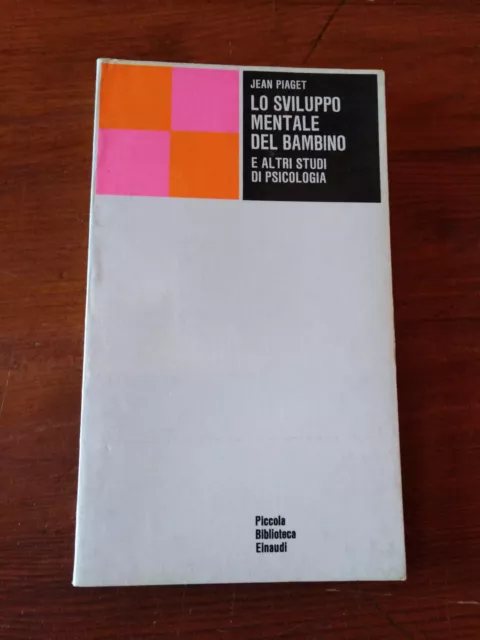 JEAN PIAGET
LO SVILUPPO
MENTALE
DEL BAMBINO
E ALTRI STUDI
DI PSICOLOGIA
Piccola
Biblioteca
Einaudi